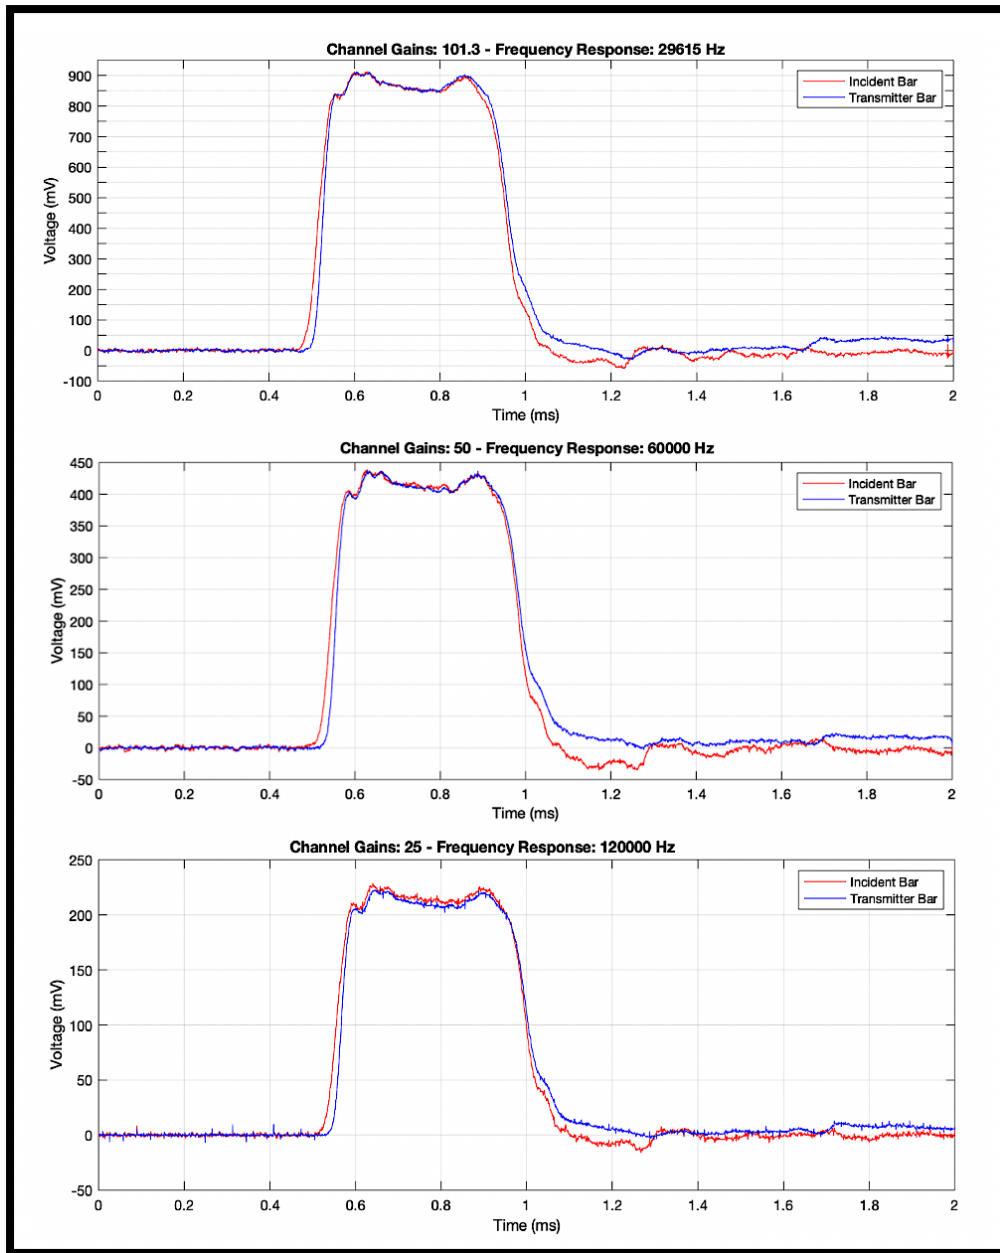 Channel Gains: 101.3 - Frequency Response: 29615 Hz
900
800
700
600
500
400
300
200
100
0
-100
Voltage (mV)
Incident Bar
Transmitter Bar
0 0.2 0.4 0.6 0.8 1 1.2 1.4 1.6 1.8 2
Time (ms)
Channel Gains: 50 - Frequency Response: 60000 Hz
450
400
350
300
250
200
150
100
50
0
-50
Voltage (mV)
Incident Bar
Transmitter Bar
0 0.2 0.4 0.6 0.8 1 1.2 1.4 1.6 1.8 2
Time (ms)
Channel Gains: 25 - Frequency Response: 120000 Hz
250
200
150
100
50
0
-50
Voltage (mV)
Incident Bar
Transmitter Bar
0 0.2 0.4 0.6 0.8 1 1.2 1.4 1.6 1.8 2
Time (ms)